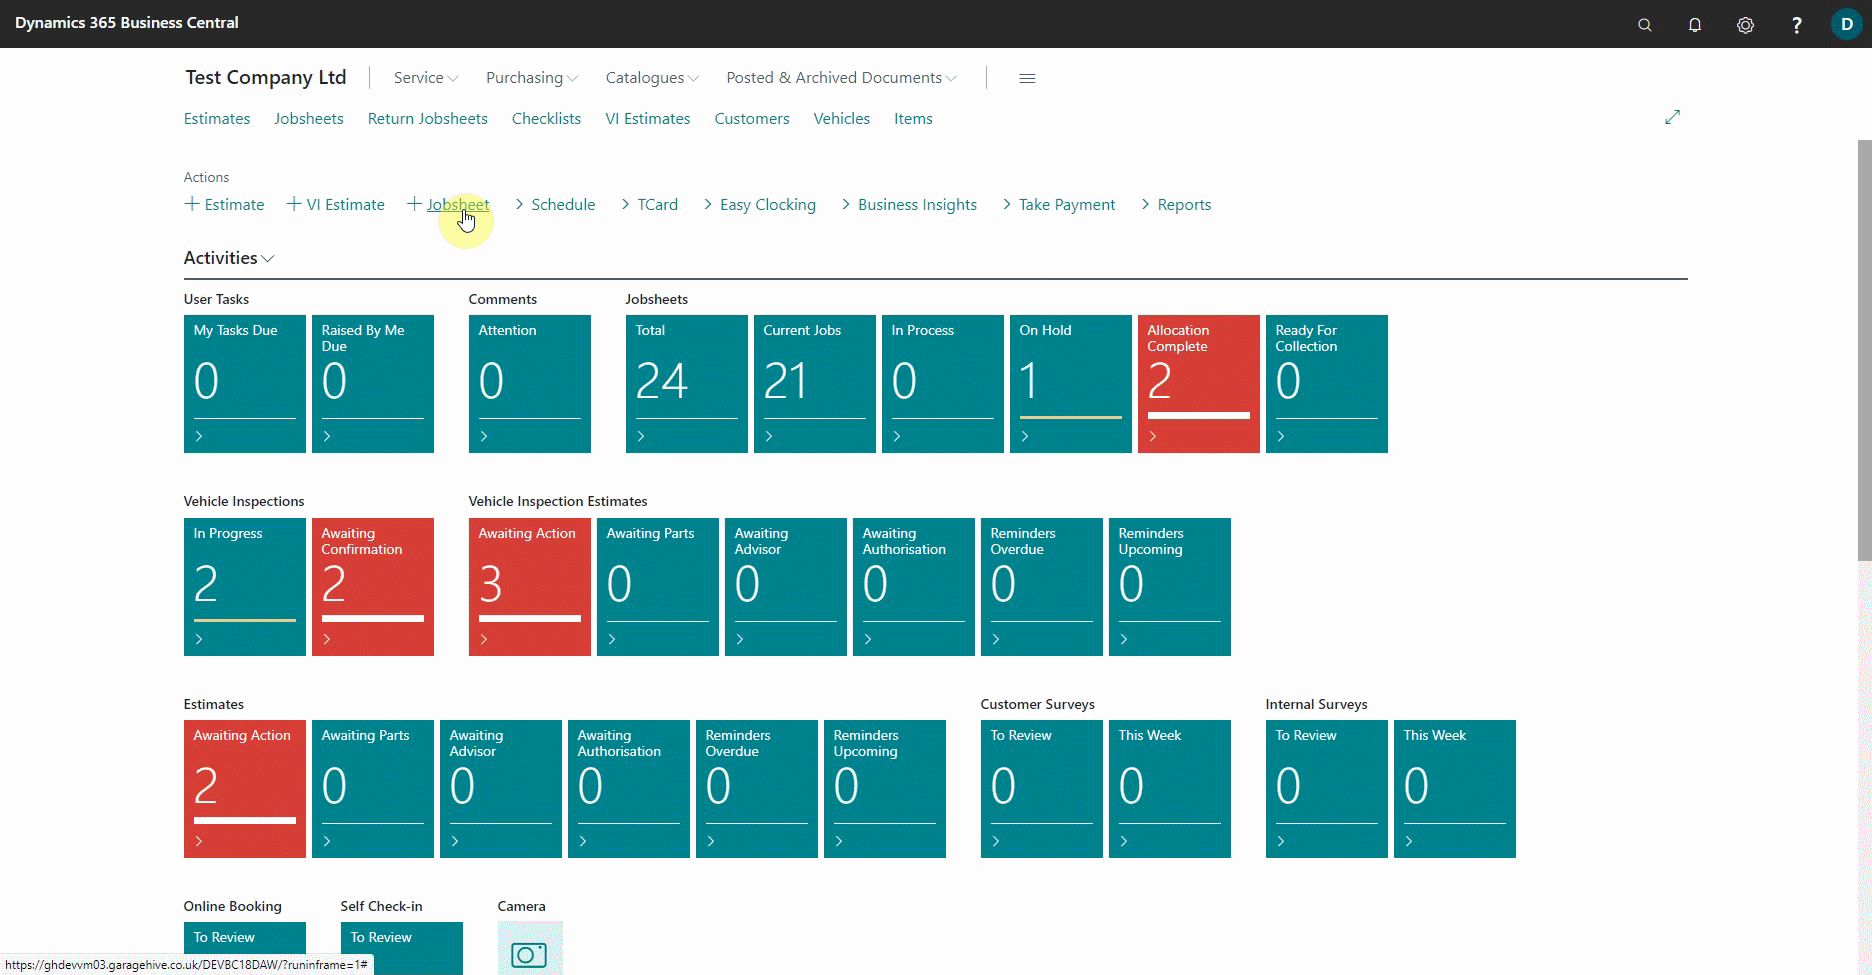 Dynamics 365 Business Central
?
D
Test Company Ltd
Service
Purchasing
Catalogues
Posted & Archived Documents
Estimates
Jobsheets
Return Jobsheets
Checklists
VI Estimates
Customers
Vehicles
Items
Actions
+ Estimate
+ VI Estimate
+ Jobsheet
> Schedule
> TCard
> Easy Clocking
> Business Insights
> Take Payment
> Reports
Activities
User Tasks
My Tasks Due
0
Raised By Me
Due
0
Comments
Attention
0
Jobsheets
Total
24
Current Jobs
21
In Process
0
On Hold
1
Allocation
Complete
2
Ready For
Collection
0
Vehicle Inspections
In Progress
2
Awaiting
Confirmation
2
Vehicle Inspection Estimates
Awaiting Action
3
Awaiting Parts
0
Awaiting
Advisor
0
Awaiting
Authorisation
0
Reminders
Overdue
0
Reminders
Upcoming
0
Estimates
Awaiting Action
2
Awaiting Parts
0
Awaiting
Advisor
0
Awaiting
Authorisation
0
Reminders
Overdue
0
Reminders
Upcoming
0
Customer Surveys
To Review
0
This Week
0
Internal Surveys
To Review
0
This Week
0
Online Booking
To Review
Self Check-in
To Review
Camera
https://ghdevvm03.garagehive.co.uk/DEVBC18DAW/?runinframe=1#